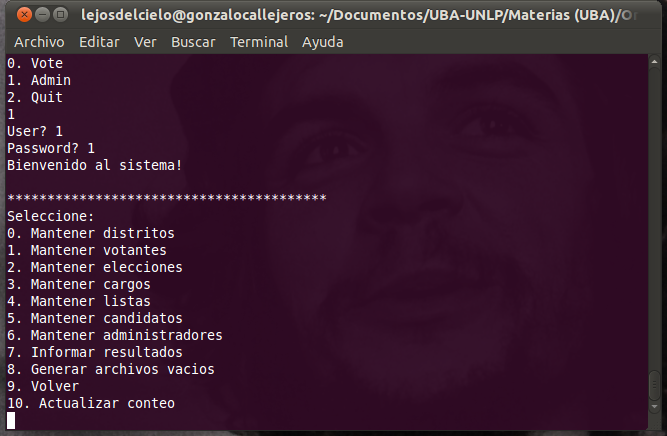 lejosdelcielo@gonzalocallejeros: ~/Documentos/UBA-UNLP/Materias (UBA)/Or
Archivo Editar Ver Buscar Terminal Ayuda
0. Vote
1. Admin
2. Quit
1
User? 1
Password? 1
Bienvenido al sistema!
****************************************
Seleccione:
0. Mantener distritos
1. Mantener votantes
2. Mantener elecciones
3. Mantener cargos
4. Mantener listas
5. Mantener candidatos
6. Mantener administradores
7. Informar resultados
8. Generar archivos vacios
9. Volver
10. Actualizar conteo